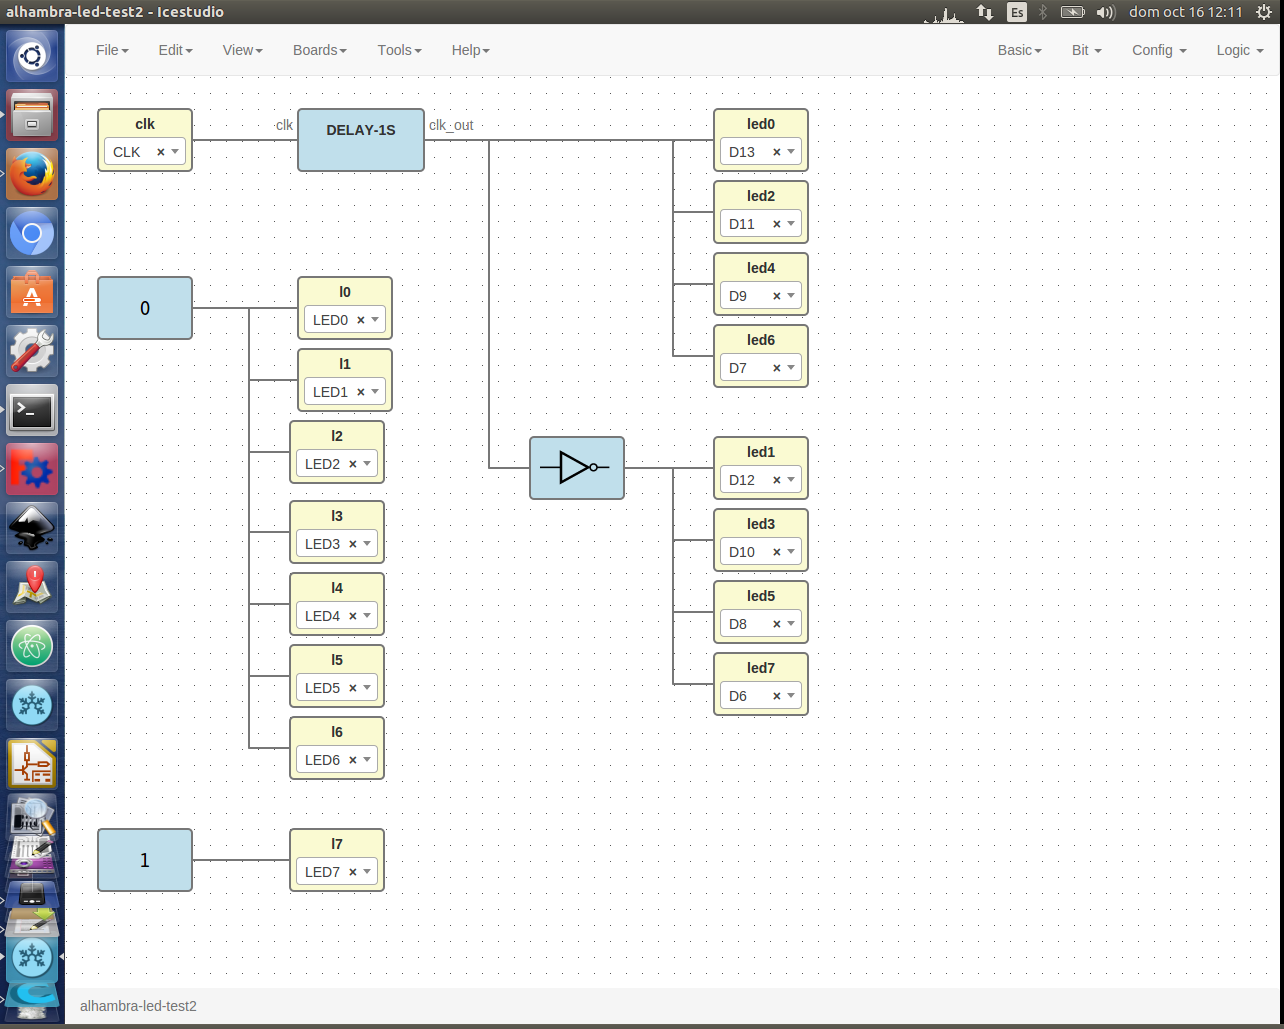 alhambra-led-test2 - Icestudio
Es
dom oct 16 12:11
File Edit View Boards Tools Help Basic Bit Config Logic
clk
CLK ×
clk
DELAY-1S
clk_out
led0
D13 ×
led2
D11 ×
led4
D9 ×
led6
D7 ×
0
l0
LED0 ×
l1
LED1 ×
l2
LED2 ×
l3
LED3 ×
l4
LED4 ×
l5
LED5 ×
l6
LED6 ×
led1
D12 ×
led3
D10 ×
led5
D8 ×
led7
D6 ×
1
l7
LED7 ×
alhambra-led-test2